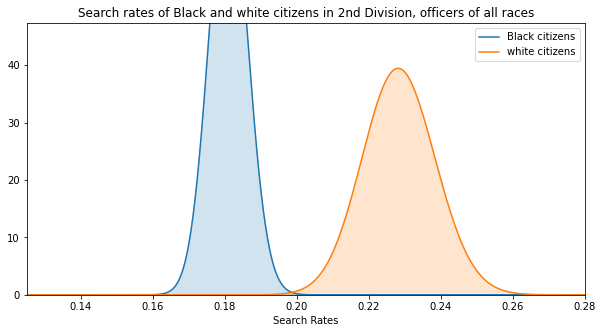 Search rates of Black and white citizens in 2nd Division, officers of all races
Black citizens
white citizens
40
30
20
10
0
0.14 0.16 0.18 0.20 0.22 0.24 0.26 0.28
Search Rates